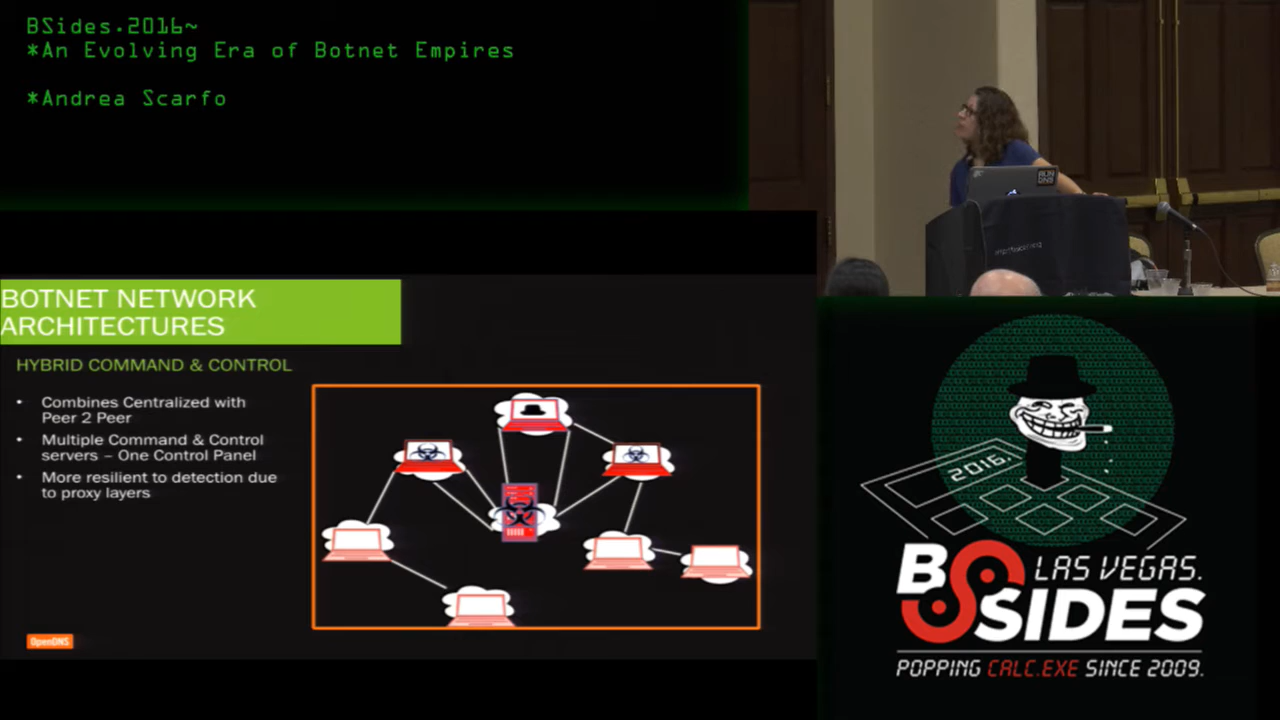 BSides.2016~
*An Evolving Era of Botnet Empires
*Andrea Scarfo
BOTNET NETWORK
ARCHITECTURES
HYBRID COMMAND & CONTROL
• Combines Centralized with
Peer 2 Peer
• Multiple Command & Control
servers – One Control Panel
• More resilient to detection due
to proxy layers
OpenDNS
2016.
BSIDES
LAS VEGAS.
POPPING CALC.EXE SINCE 2009.